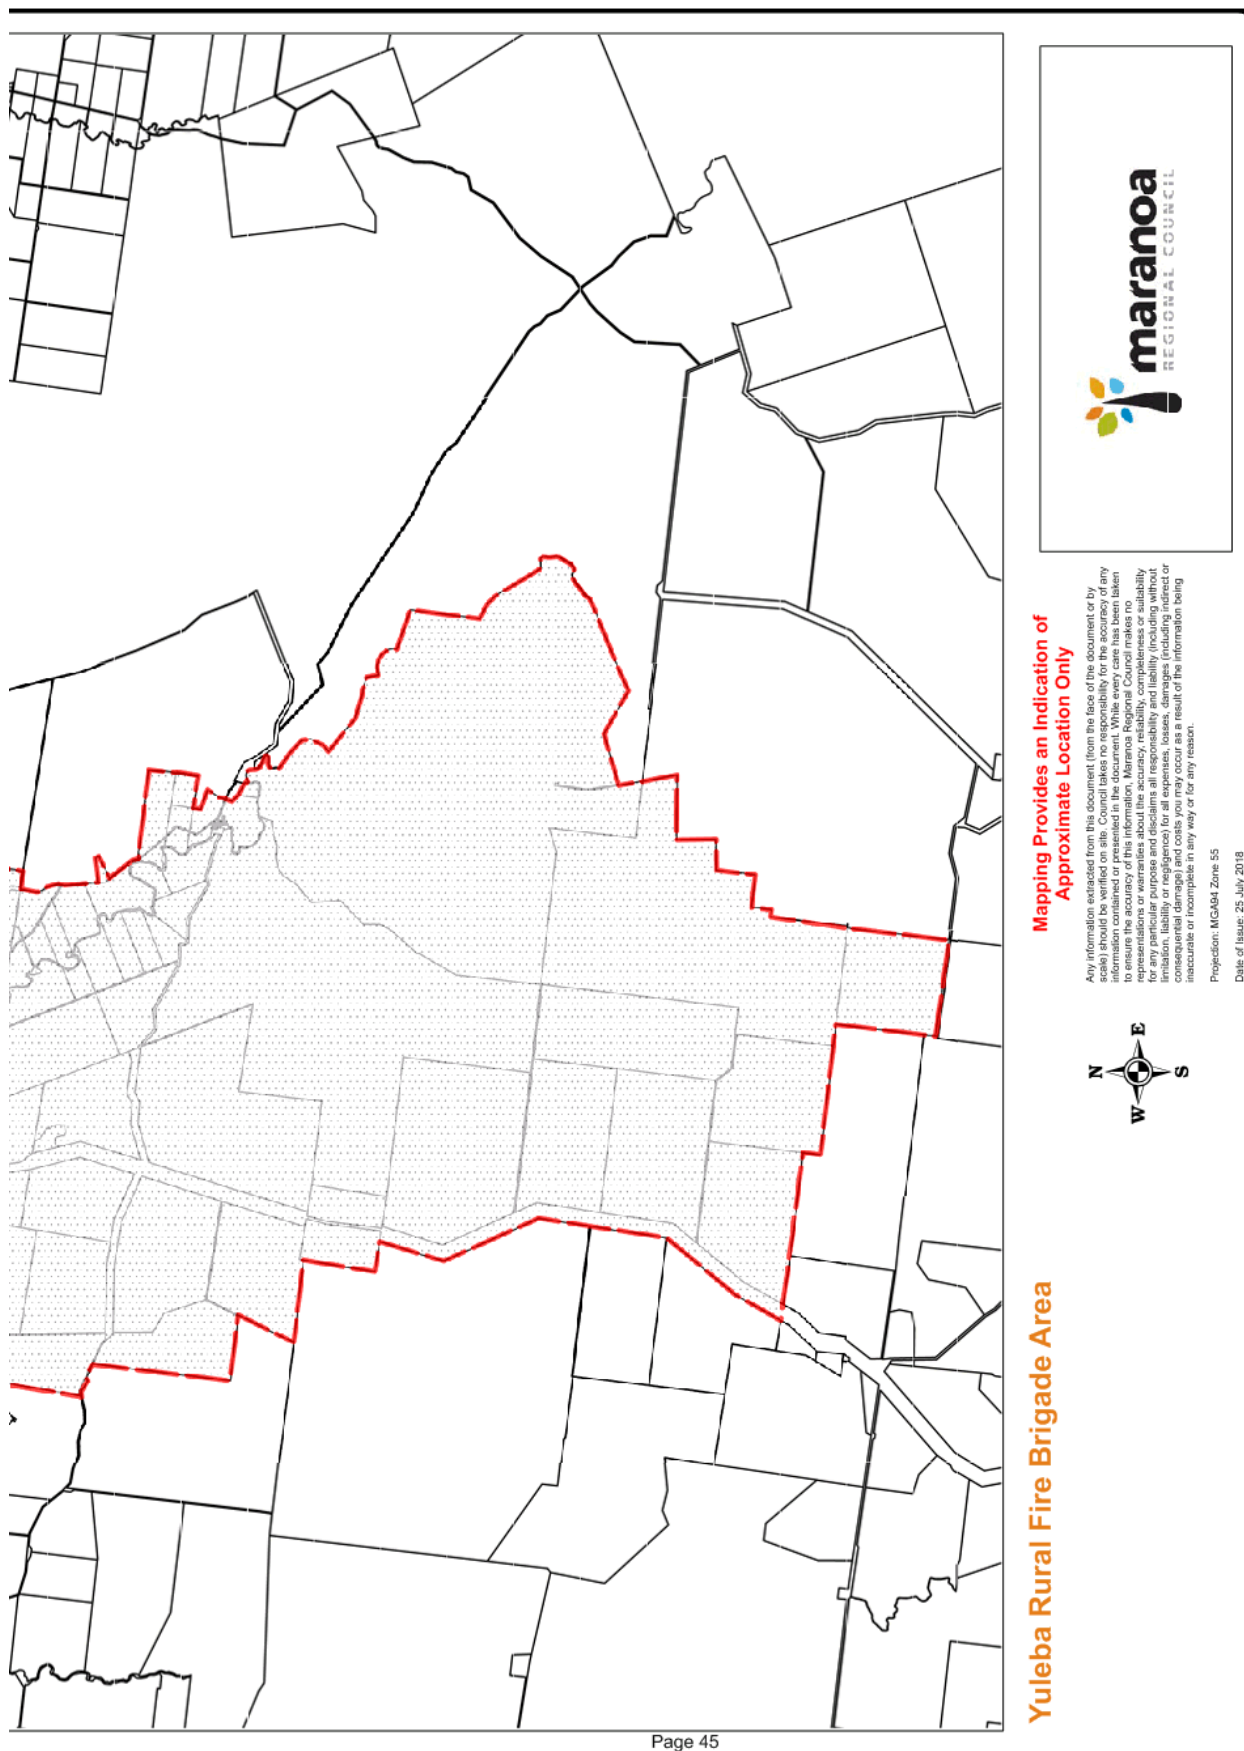 Yuleba Rural Fire Brigade Area
N
W
E
S
Mapping Provides an Indication of
Approximate Location Only
Any information extracted from this document (from the face of the document or by
scale) should be verified on site. Council takes no responsibility for the accuracy of any
information contained or presented in the document. While every care has been taken
to ensure the accuracy of this information, Maranoa Regional Council makes no
representations or warranties about the accuracy, reliability, completeness or suitability
for any particular purpose and disclaims all responsibility and liability (including without
limitation, liability or negligence) for all expenses, losses, damages (including indirect or
consequential damage) and costs you may occur as a result of the information being
inaccurate or incomplete in any way or for any reason.
Projection: MGA94 Zone 55
Date of Issue: 25 July 2018
maranoa
REGIONAL COUNCIL
Page 45